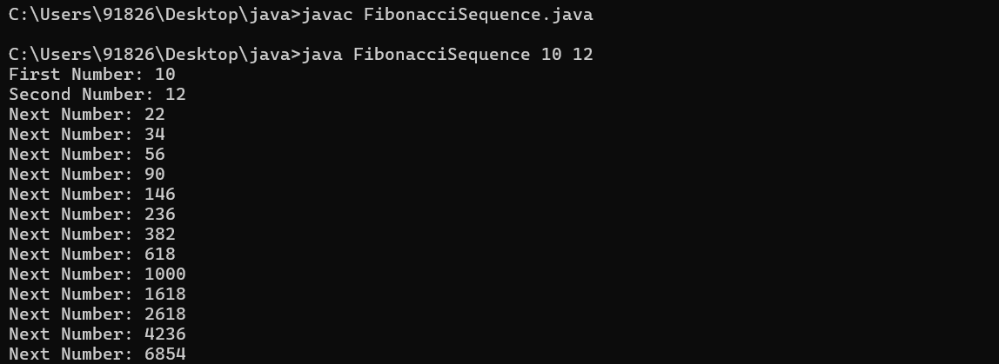 C:\Users\91826\Desktop\java>javac FibonacciSequence.java
C:\Users\91826\Desktop\java>java FibonacciSequence 10 12
First Number: 10
Second Number: 12
Next Number: 22
Next Number: 34
Next Number: 56
Next Number: 90
Next Number: 146
Next Number: 236
Next Number: 382
Next Number: 618
Next Number: 1000
Next Number: 1618
Next Number: 2618
Next Number: 4236
Next Number: 6854